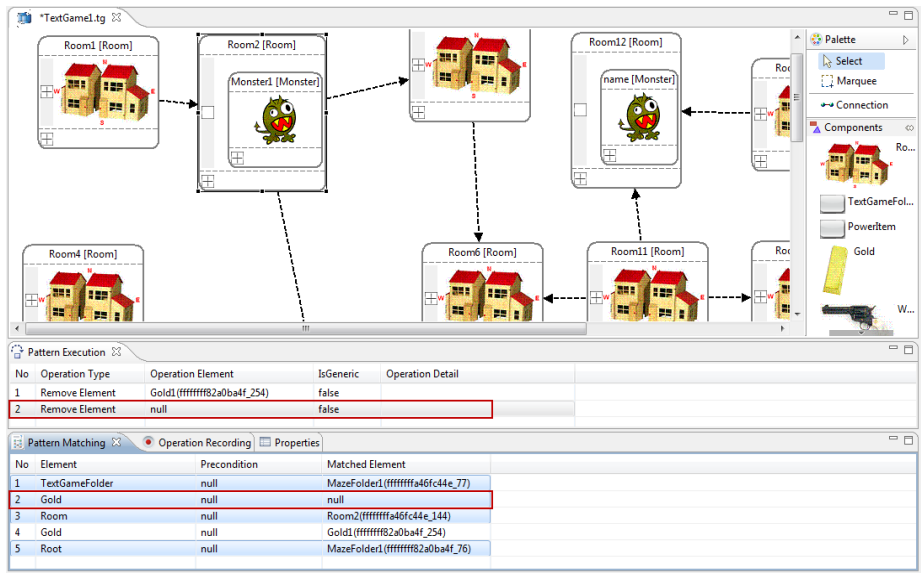 *TextGame1.tg
Room1 [Room]
N
W E
S
Room2 [Room]
Monster1 [Monster]
W E
S
Room12 [Room]
name [Monster]
Roo
W
Room4 [Room]
N
W E
Room6 [Room]
N
W E
Room11 [Room]
N
W E
Roo
W
Palette
Select
Marquee
Connection
Components
Ro...
N
W E
S
TextGameFol...
PowerItem
Gold
W...
Pattern Execution
No Operation Type Operation Element IsGeneric Operation Detail
1 Remove Element Gold1(ffffffff82a0ba4f_254) false
2 Remove Element null false
Pattern Matching Operation Recording Properties
No Element Precondition Matched Element
1 TextGameFolder null MazeFolder1(ffffffffa46fc44e_77)
2 Gold null null
3 Room null Room2(ffffffffa46fc44e_144)
4 Gold null Gold1(ffffffff82a0ba4f_254)
5 Root null MazeFolder1(ffffffff82a0ba4f_76)